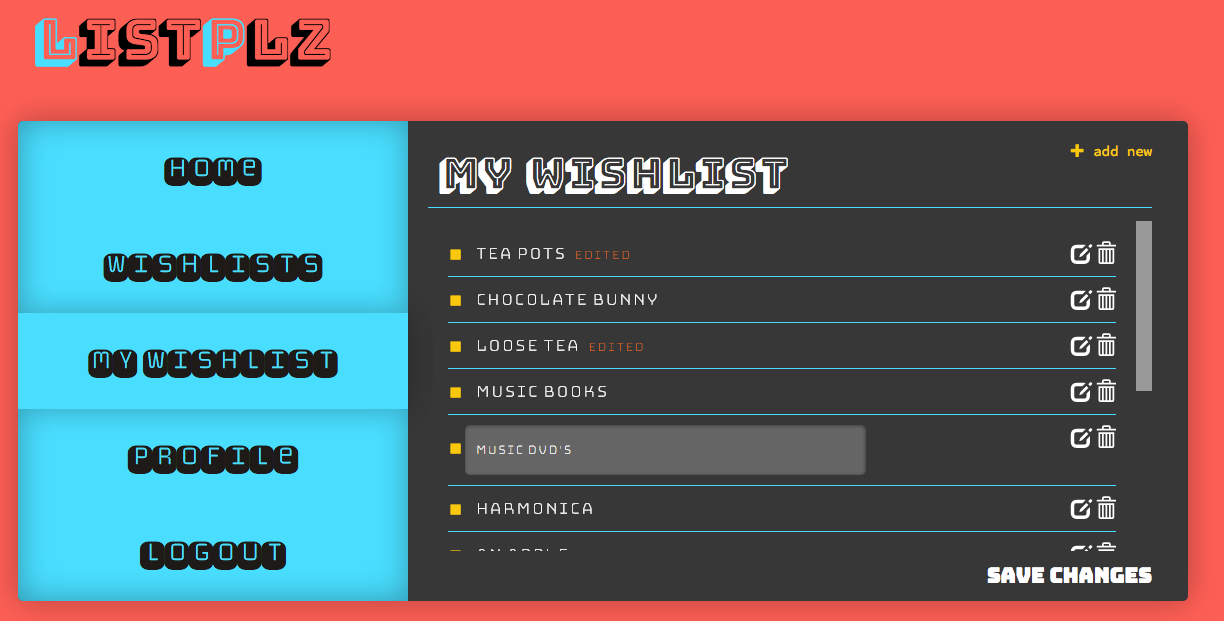 LISTPLZ
HOMe
WISHLISTS
MY WISHLIST
PROFILe
LOGOUT
MY WISHLIST
add new
TEA POTS EDITED
CHOCOLATE BUNNY
LOOSE TEA EDITED
MUSIC BOOKS
MUSIC DVD'S
HARMONICA
SAVE CHANGES